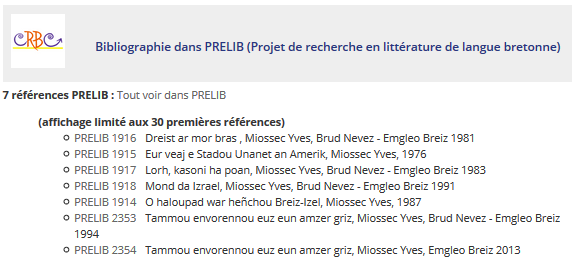 CRBC
Bibliographie dans PRELIB (Projet de recherche en littérature de langue bretonne)
7 références PRELIB : Tout voir dans PRELIB
(affichage limité aux 30 premières références)
PRELIB 1916 Dreist ar mor bras , Miossec Yves, Brud Nevez - Emgleo Breiz 1981
PRELIB 1915 Eur veaj e Stadou Unanet an Amerik, Miossec Yves, 1976
PRELIB 1917 Lorh, kasoni ha poan, Miossec Yves, Brud Nevez - Emgleo Breiz 1983
PRELIB 1918 Mond da Izrael, Miossec Yves, Brud Nevez - Emgleo Breiz 1991
PRELIB 1914 O haloupad war heñchou Breiz-Izel, Miossec Yves, 1987
PRELIB 2353 Tammou envorennou euz eun amzer griz, Miossec Yves, Brud Nevez - Emgleo Breiz
1994
PRELIB 2354 Tammou envorennou euz eun amzer griz, Miossec Yves, Emgleo Breiz 2013